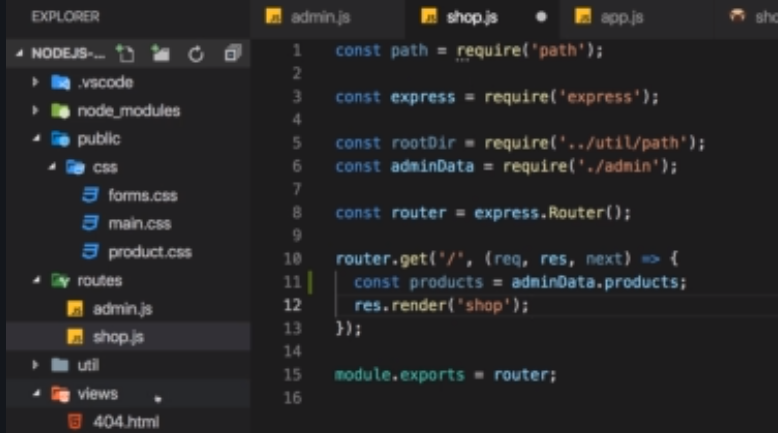 EXPLORER
admin.js
shop.js
app.js
sho
NODEJS-...
.vscode
node_modules
public
css
forms.css
main.css
product.css
routes
admin.js
shop.js
util
views
404.html
1 const path = require('path');
2
3 const express = require('express');
4
5 const rootDir = require('../util/path');
6 const adminData = require('./admin');
7
8 const router = express.Router();
9
10 router.get('/', (req, res, next) => {
11 const products = adminData.products;
12 res.render('shop');
13 });
14
15 module.exports = router;
16